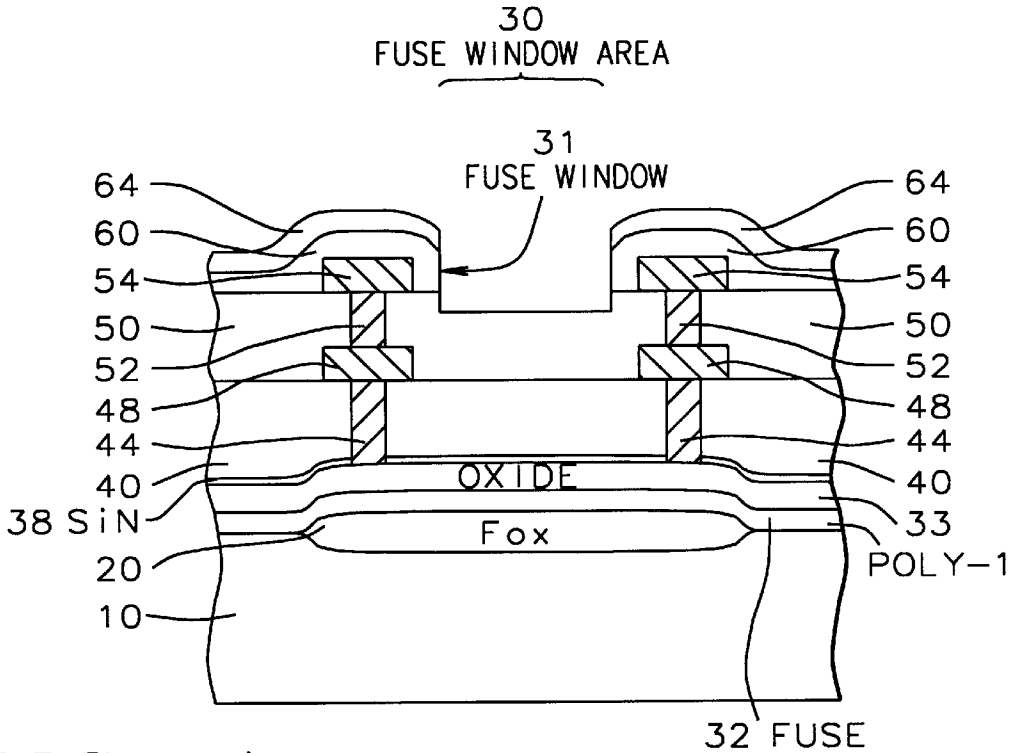 30
FUSE WINDOW AREA
31
FUSE WINDOW
64 64
60 60
54 54
50 50
52 52
48 48
44 44
40 OXIDE 40
38 SiN 33
20 Fox POLY-1
10
32 FUSE